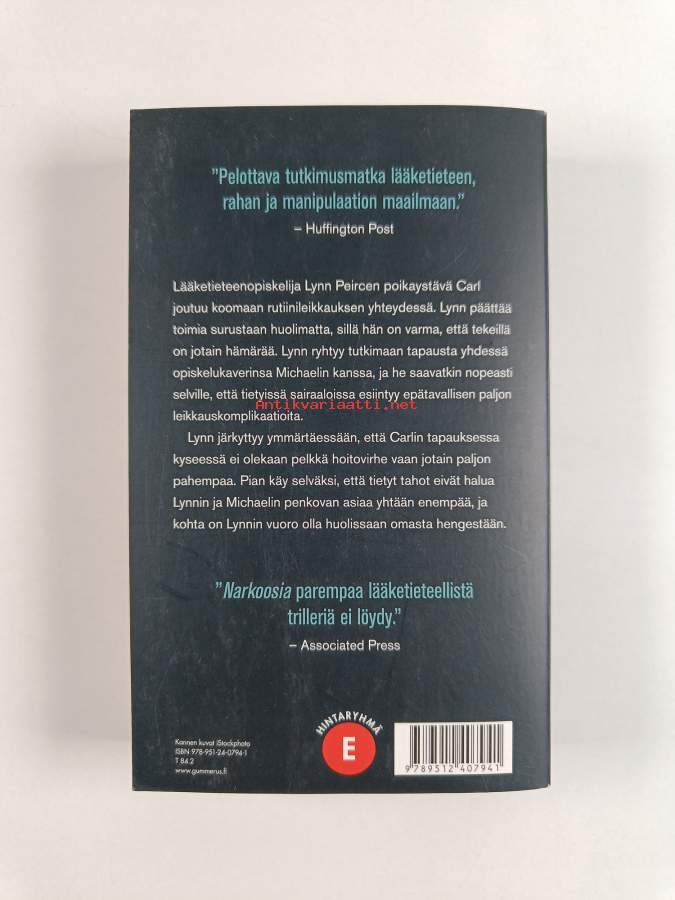 ”Pelottava tutkimusmatka lääketieteen,
rahan ja manipulaation maailmaan.”
– Huffington Post
Lääketieteenopiskelija Lynn Peircen poikaystävä Carl
joutuu koomaan rutiinileikkauksen yhteydessä. Lynn päättää
toimia surustaan huolimatta, sillä hän on varma, että tekeillä
on jotain hämärää. Lynn ryhtyy tutkimaan tapausta yhdessä
opiskelukaverinsa Michaelin kanssa, ja he saavatkin nopeasti
selville, että tietyissä sairaaloissa esiintyy epätavallisen paljon
Antikvariaatti.net
leikkauskomplikaatioita.
Lynn järkyttyy ymmärtäessään, että Carlin tapauksessa
kyseessä ei olekaan pelkkä hoitovirhe vaan jotain paljon
pahempaa. Pian käy selväksi, että tietyt tahot eivät halua
Lynnin ja Michaelin penkovan asiaa yhtään enempää, ja
kohta on Lynnin vuoro olla huolissaan omasta hengestään.
”Narkoosia parempaa lääketieteellistä
trilleriä ei löydy.”
– Associated Press
Kannen kuvat iStockphoto
ISBN 978-951-24-0794-1
T 84.2
www.gummerus.fi
HINTARYHMÄ
E
9789512407941